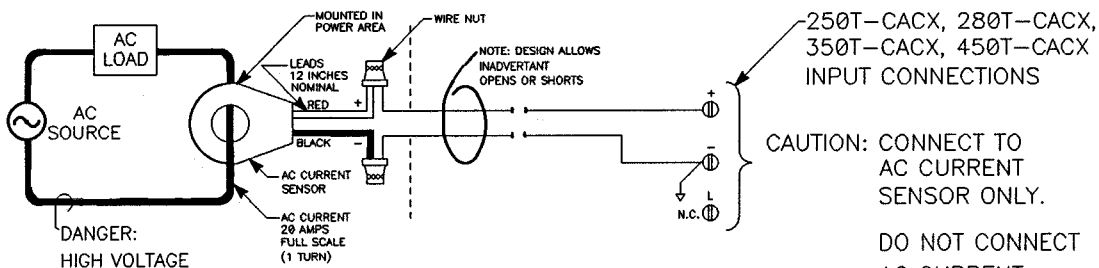 MOUNTED IN
POWER AREA
WIRE NUT
250T-CACX, 280T-CACX,
350T-CACX, 450T-CACX
INPUT CONNECTIONS
AC
LOAD
NOTE: DESIGN ALLOWS
INADVERTANT
OPENS OR SHORTS
LEADS
12 INCHES
NOMINAL
RED
+
+
AC
SOURCE
BLACK
−
−
CAUTION: CONNECT TO
AC CURRENT
SENSOR ONLY.
AC CURRENT
SENSOR
L
N.C.
AC CURRENT
20 AMPS
FULL SCALE
(1 TURN)
DANGER:
HIGH VOLTAGE
DO NOT CONNECT
AC CURRENT